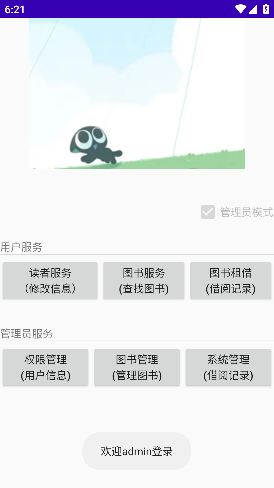 6:21
管理员模式
用户服务
读者服务 图书服务 图书租借
（修改信息） (查找图书) (借阅记录)
管理员服务
权限管理 图书管理 系统管理
(用户信息) (管理图书) (借阅记录)
欢迎admin登录